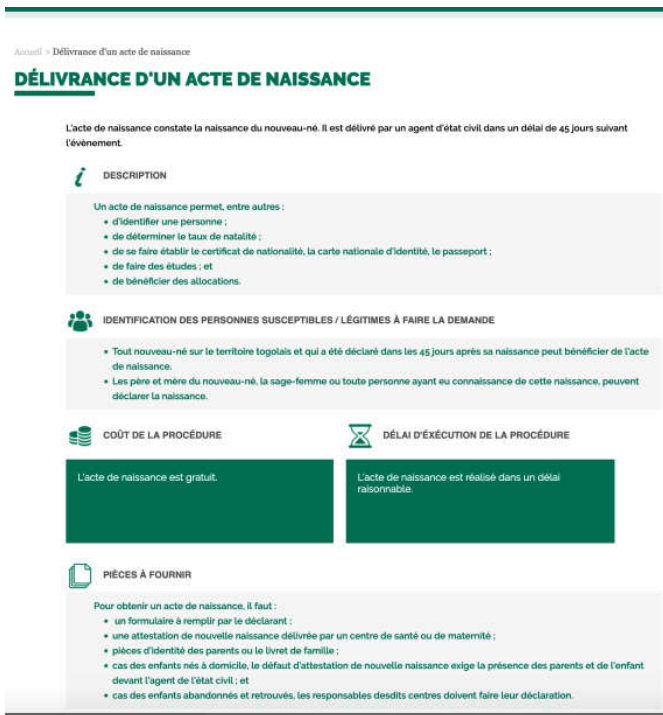 Accueil > Délivrance d'un acte de naissance
DÉLIVRANCE D'UN ACTE DE NAISSANCE
L'acte de naissance constate la naissance du nouveau-né. Il est délivré par un agent d'état civil dans un délai de 45 jours suivant
l'évènement.
DESCRIPTION
Un acte de naissance permet, entre autres :
• d'identifier une personne ;
• de déterminer le taux de natalité ;
• de se faire établir le certificat de nationalité, la carte nationale d'identité, le passeport ;
• de faire des études ; et
• de bénéficier des allocations.
IDENTIFICATION DES PERSONNES SUSCEPTIBLES / LÉGITIMES À FAIRE LA DEMANDE
• Tout nouveau-né sur le territoire togolais et qui a été déclaré dans les 45 jours après sa naissance peut bénéficier de l'acte
de naissance.
• Les père et mère du nouveau-né, la sage-femme ou toute personne ayant eu connaissance de cette naissance, peuvent
déclarer la naissance.
COÛT DE LA PROCÉDURE
L'acte de naissance est gratuit.
DÉLAI D'ÉXÉCUTION DE LA PROCÉDURE
L'acte de naissance est réalisé dans un délai
raisonnable.
PIÈCES À FOURNIR
Pour obtenir un acte de naissance, il faut :
• un formulaire à remplir par le déclarant ;
• une attestation de nouvelle naissance délivrée par un centre de santé ou de maternité ;
• pièces d'identité des parents ou le livret de famille ;
• cas des enfants nés à domicile, le défaut d'attestation de nouvelle naissance exige la présence des parents et de l'enfant
devant l'agent de l'état civil ; et
• cas des enfants abandonnés et retrouvés, les responsables desdits centres doivent faire leur déclaration.